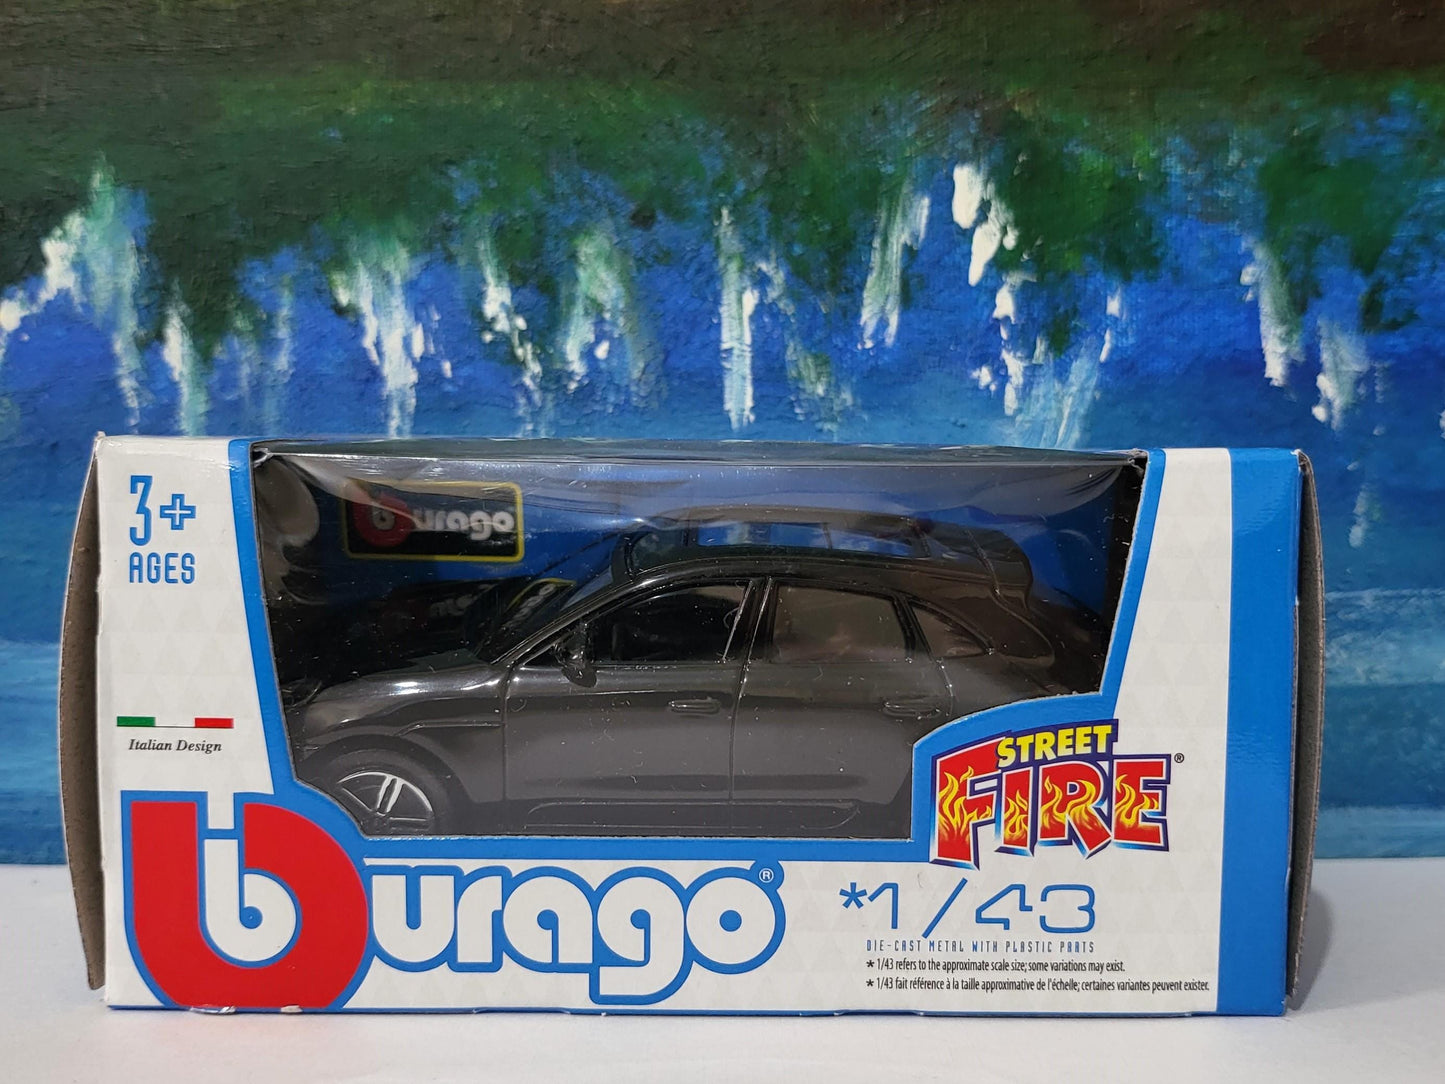 3+
AGES
burago
Italian Design
STREET
FIRE®
burago®
*1/43
DIE-CAST METAL WITH PLASTIC PARTS
* 1/43 refers to the approximate scale size; some variations may exist.
* 1/43 fait référence à la taille approximative de l'échelle; certaines variantes peuvent exister.